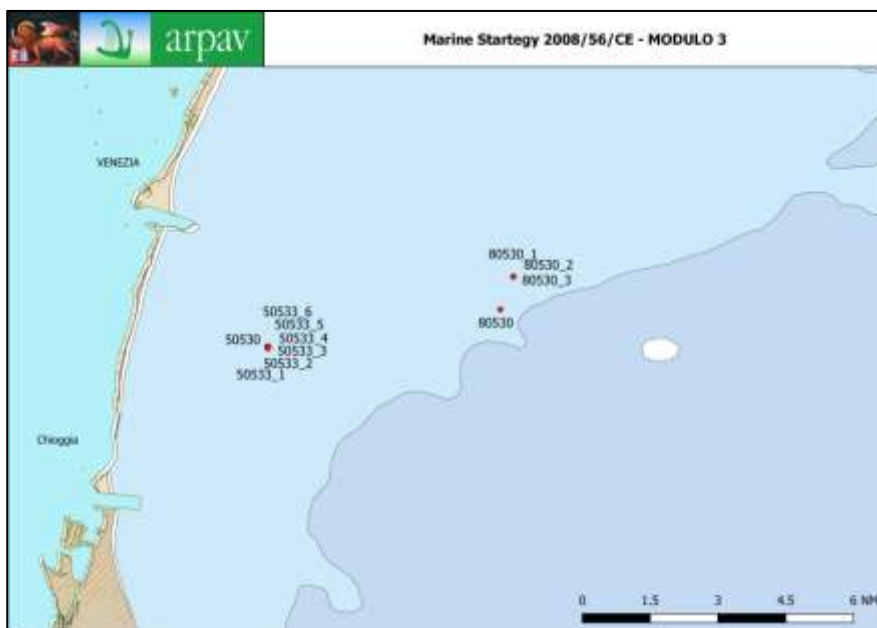 arpav
Marine Startegy 2008/56/CE - MODULO 3
VENEZIA
80530_1
80530_2
80530_3
80530
50533_6
50533_5
50530
50533_4
50533_3
50533_2
50533_1
Chioggia
0 1.5 3 4.5 6 NM